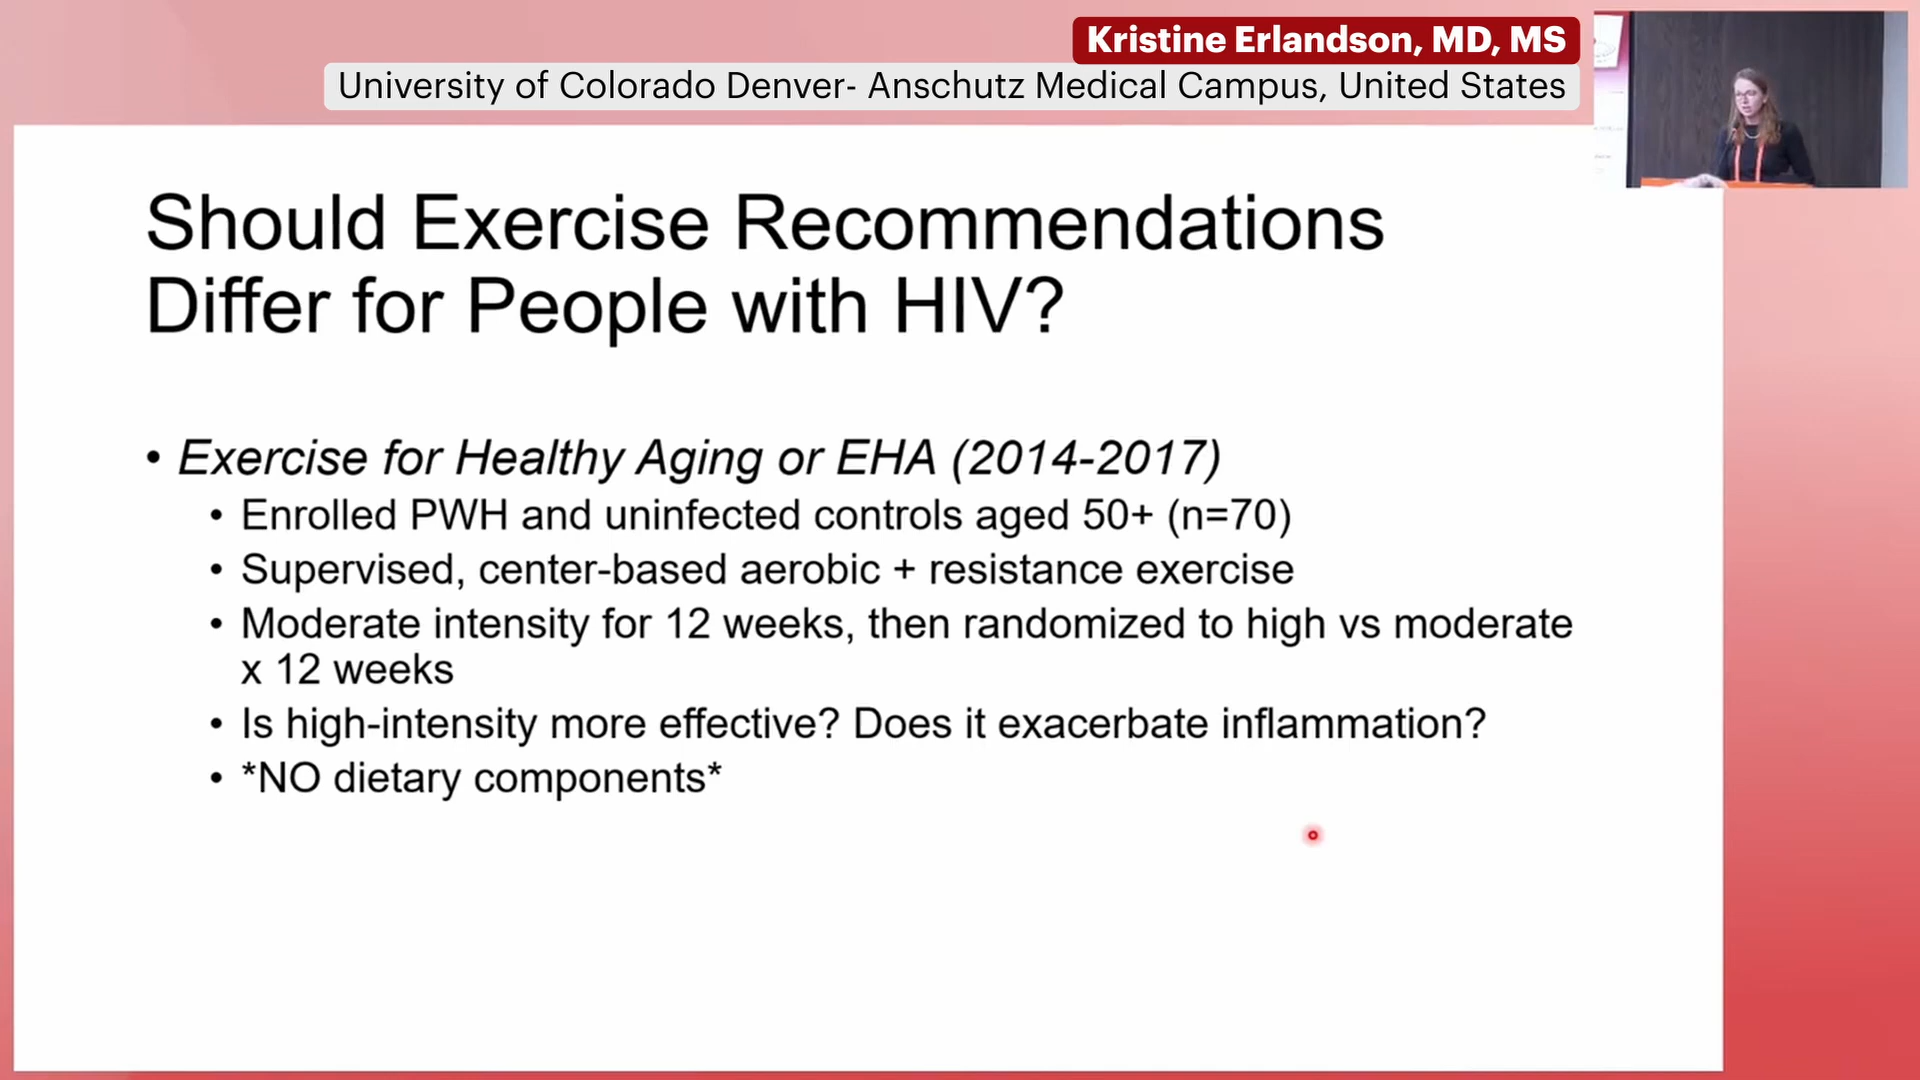 Kristine Erlandson, MD, MS
University of Colorado Denver- Anschutz Medical Campus, United States
Should Exercise Recommendations
Differ for People with HIV?
• Exercise for Healthy Aging or EHA (2014-2017)
• Enrolled PWH and uninfected controls aged 50+ (n=70)
• Supervised, center-based aerobic + resistance exercise
• Moderate intensity for 12 weeks, then randomized to high vs moderate
x 12 weeks
• Is high-intensity more effective? Does it exacerbate inflammation?
• *NO dietary components*